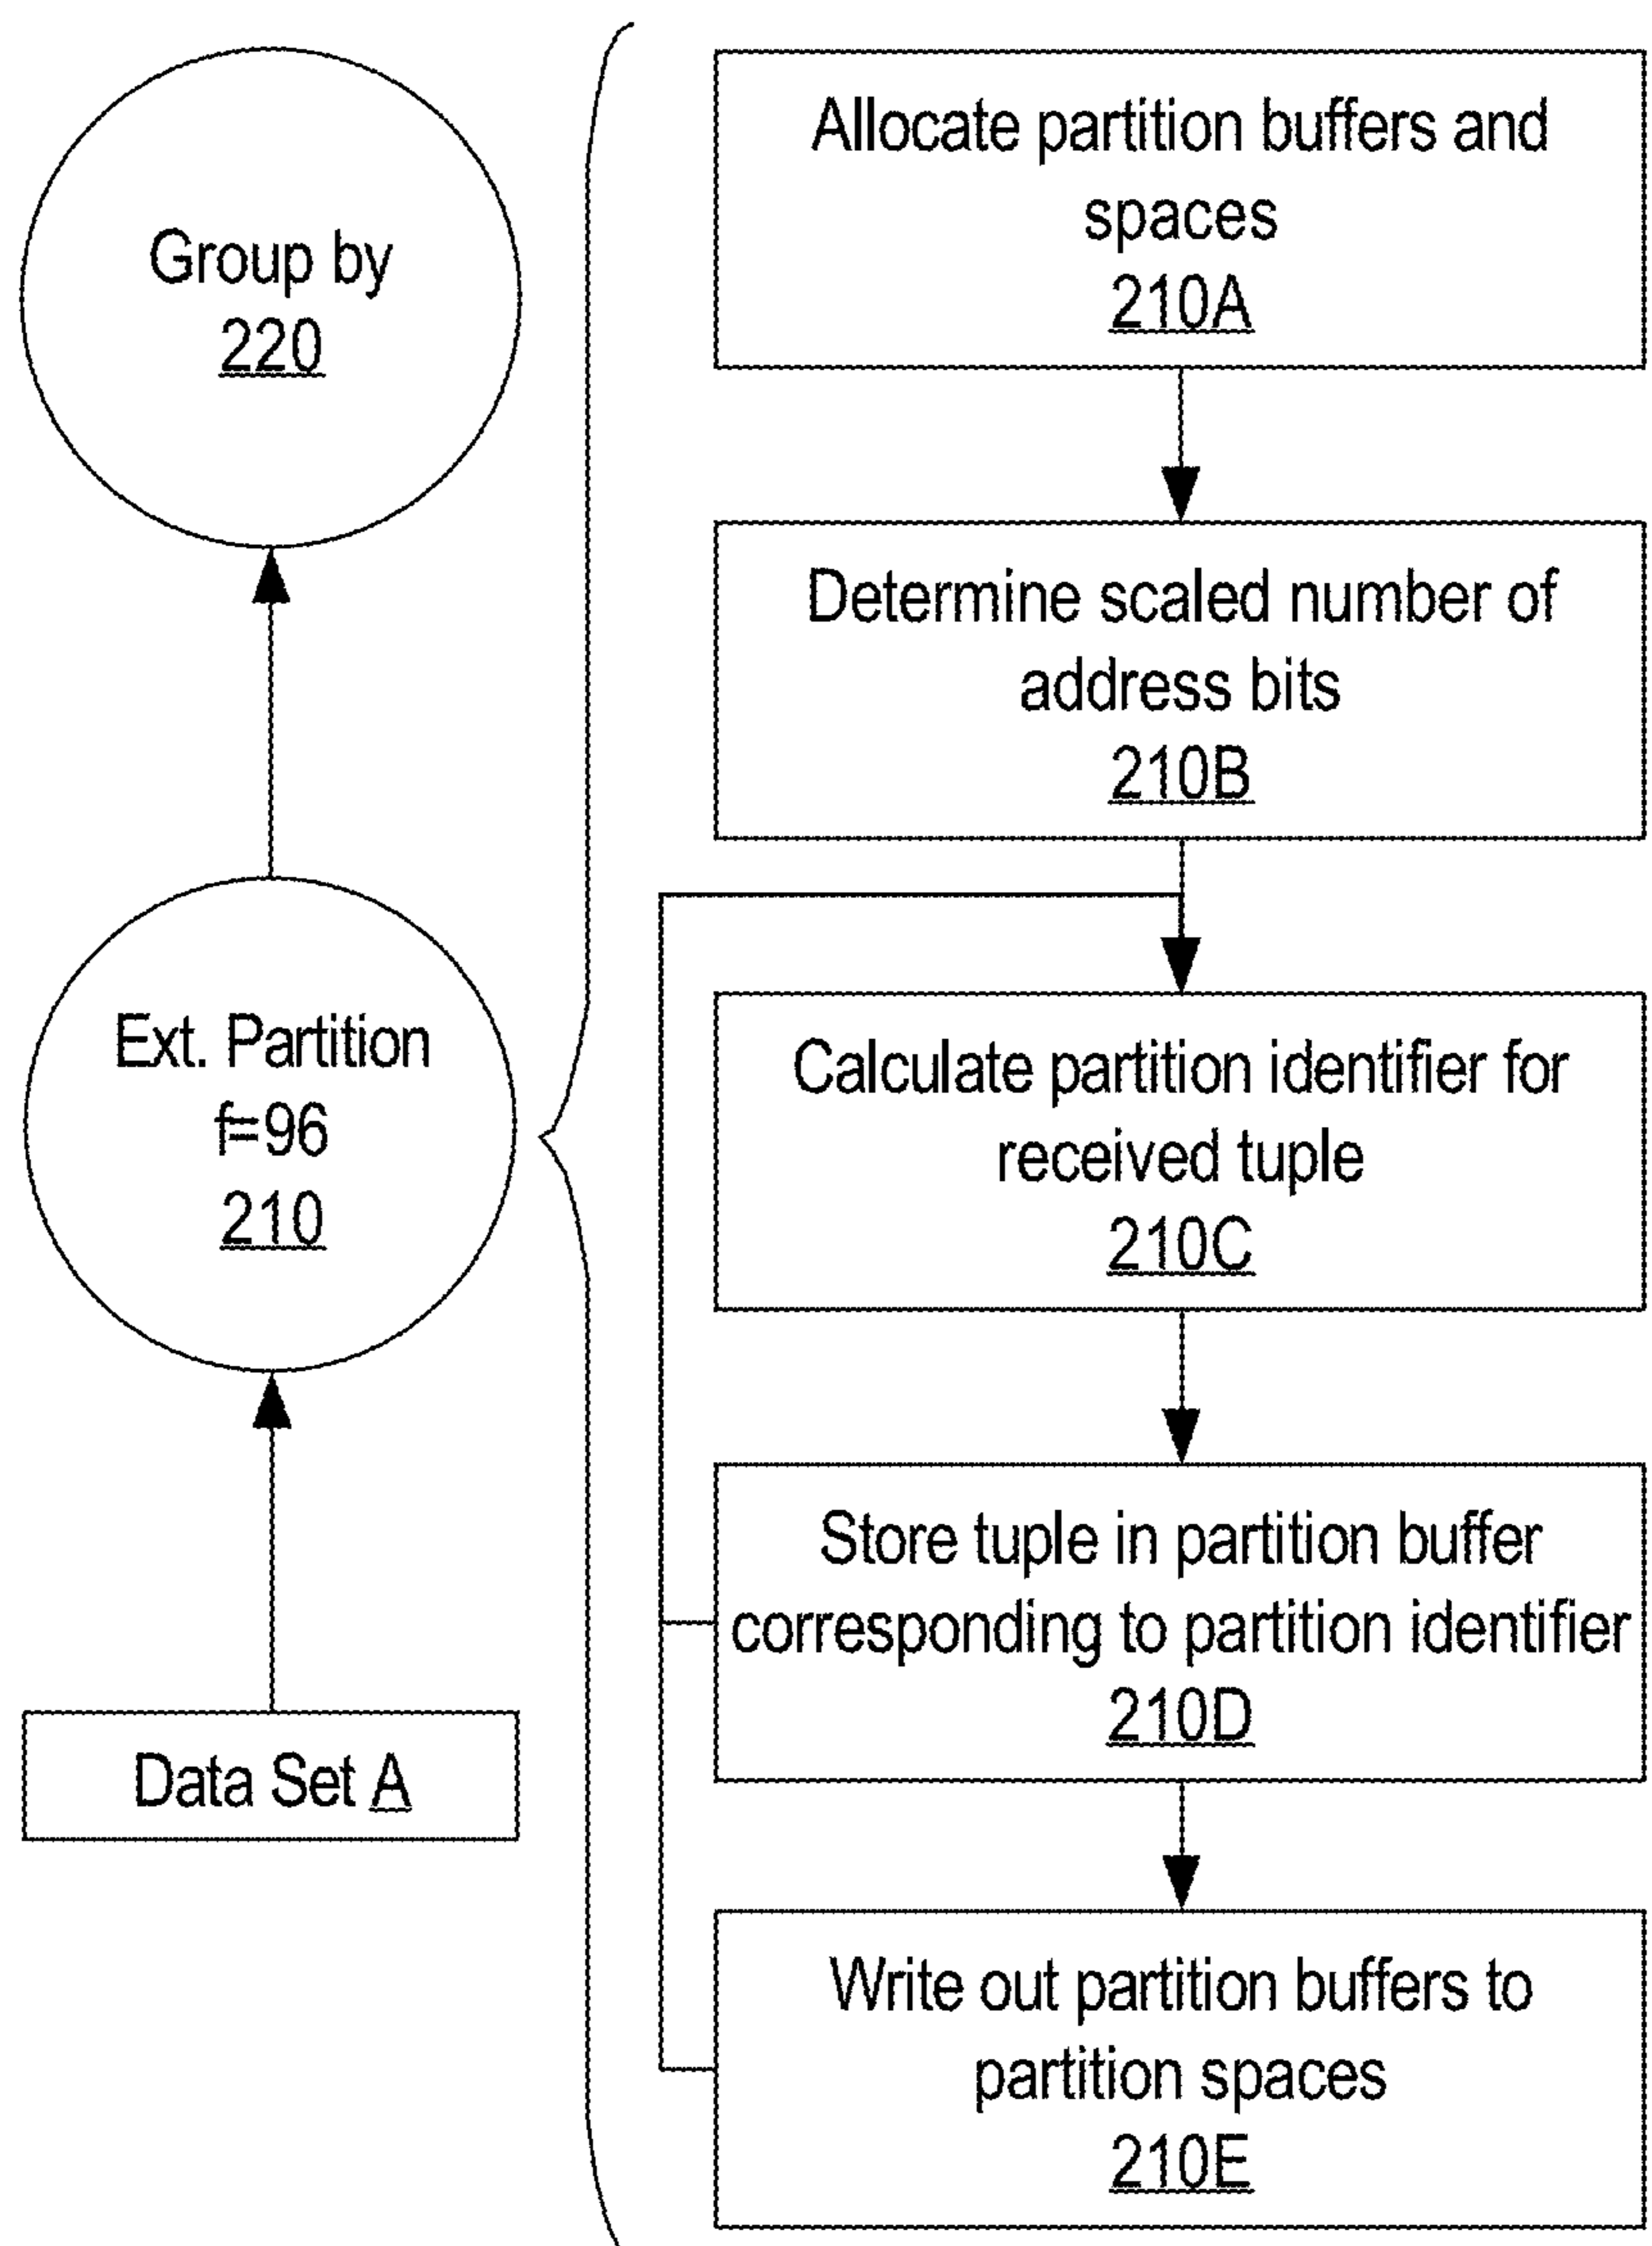 Group by
220
Ext. Partition
f=96
210
Data Set A
Allocate partition buffers and
spaces
210A
Determine scaled number of
address bits
210B
Calculate partition identifier for
received tuple
210C
Store tuple in partition buffer
corresponding to partition identifier
210D
Write out partition buffers to
partition spaces
210E